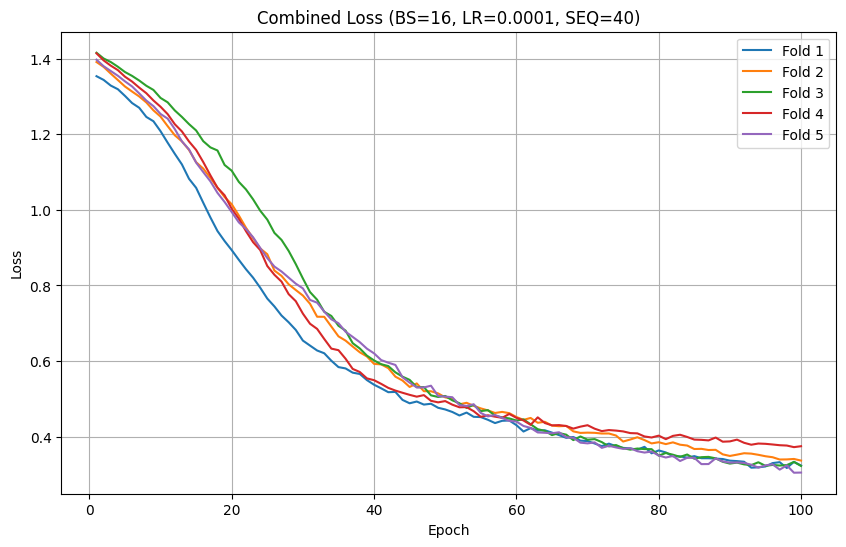 Combined Loss (BS=16, LR=0.0001, SEQ=40)
Fold 1
Fold 2
Fold 3
Fold 4
Fold 5
Loss
1.4
1.2
1.0
0.8
0.6
0.4
0
20
40
60
80
100
Epoch